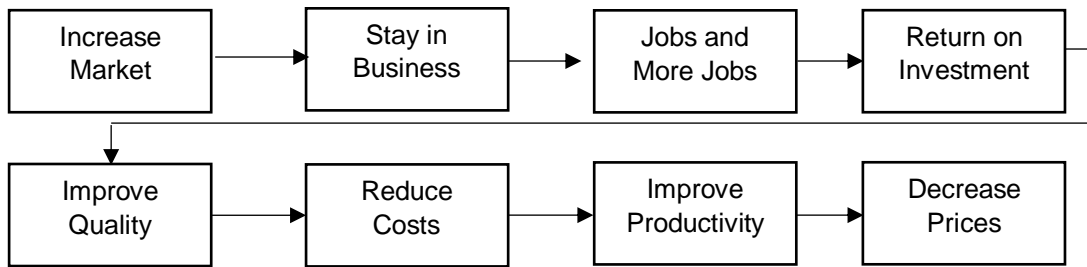 Increase
Market
Stay in
Business
Jobs and
More Jobs
Return on
Investment
Improve
Quality
Reduce
Costs
Improve
Productivity
Decrease
Prices